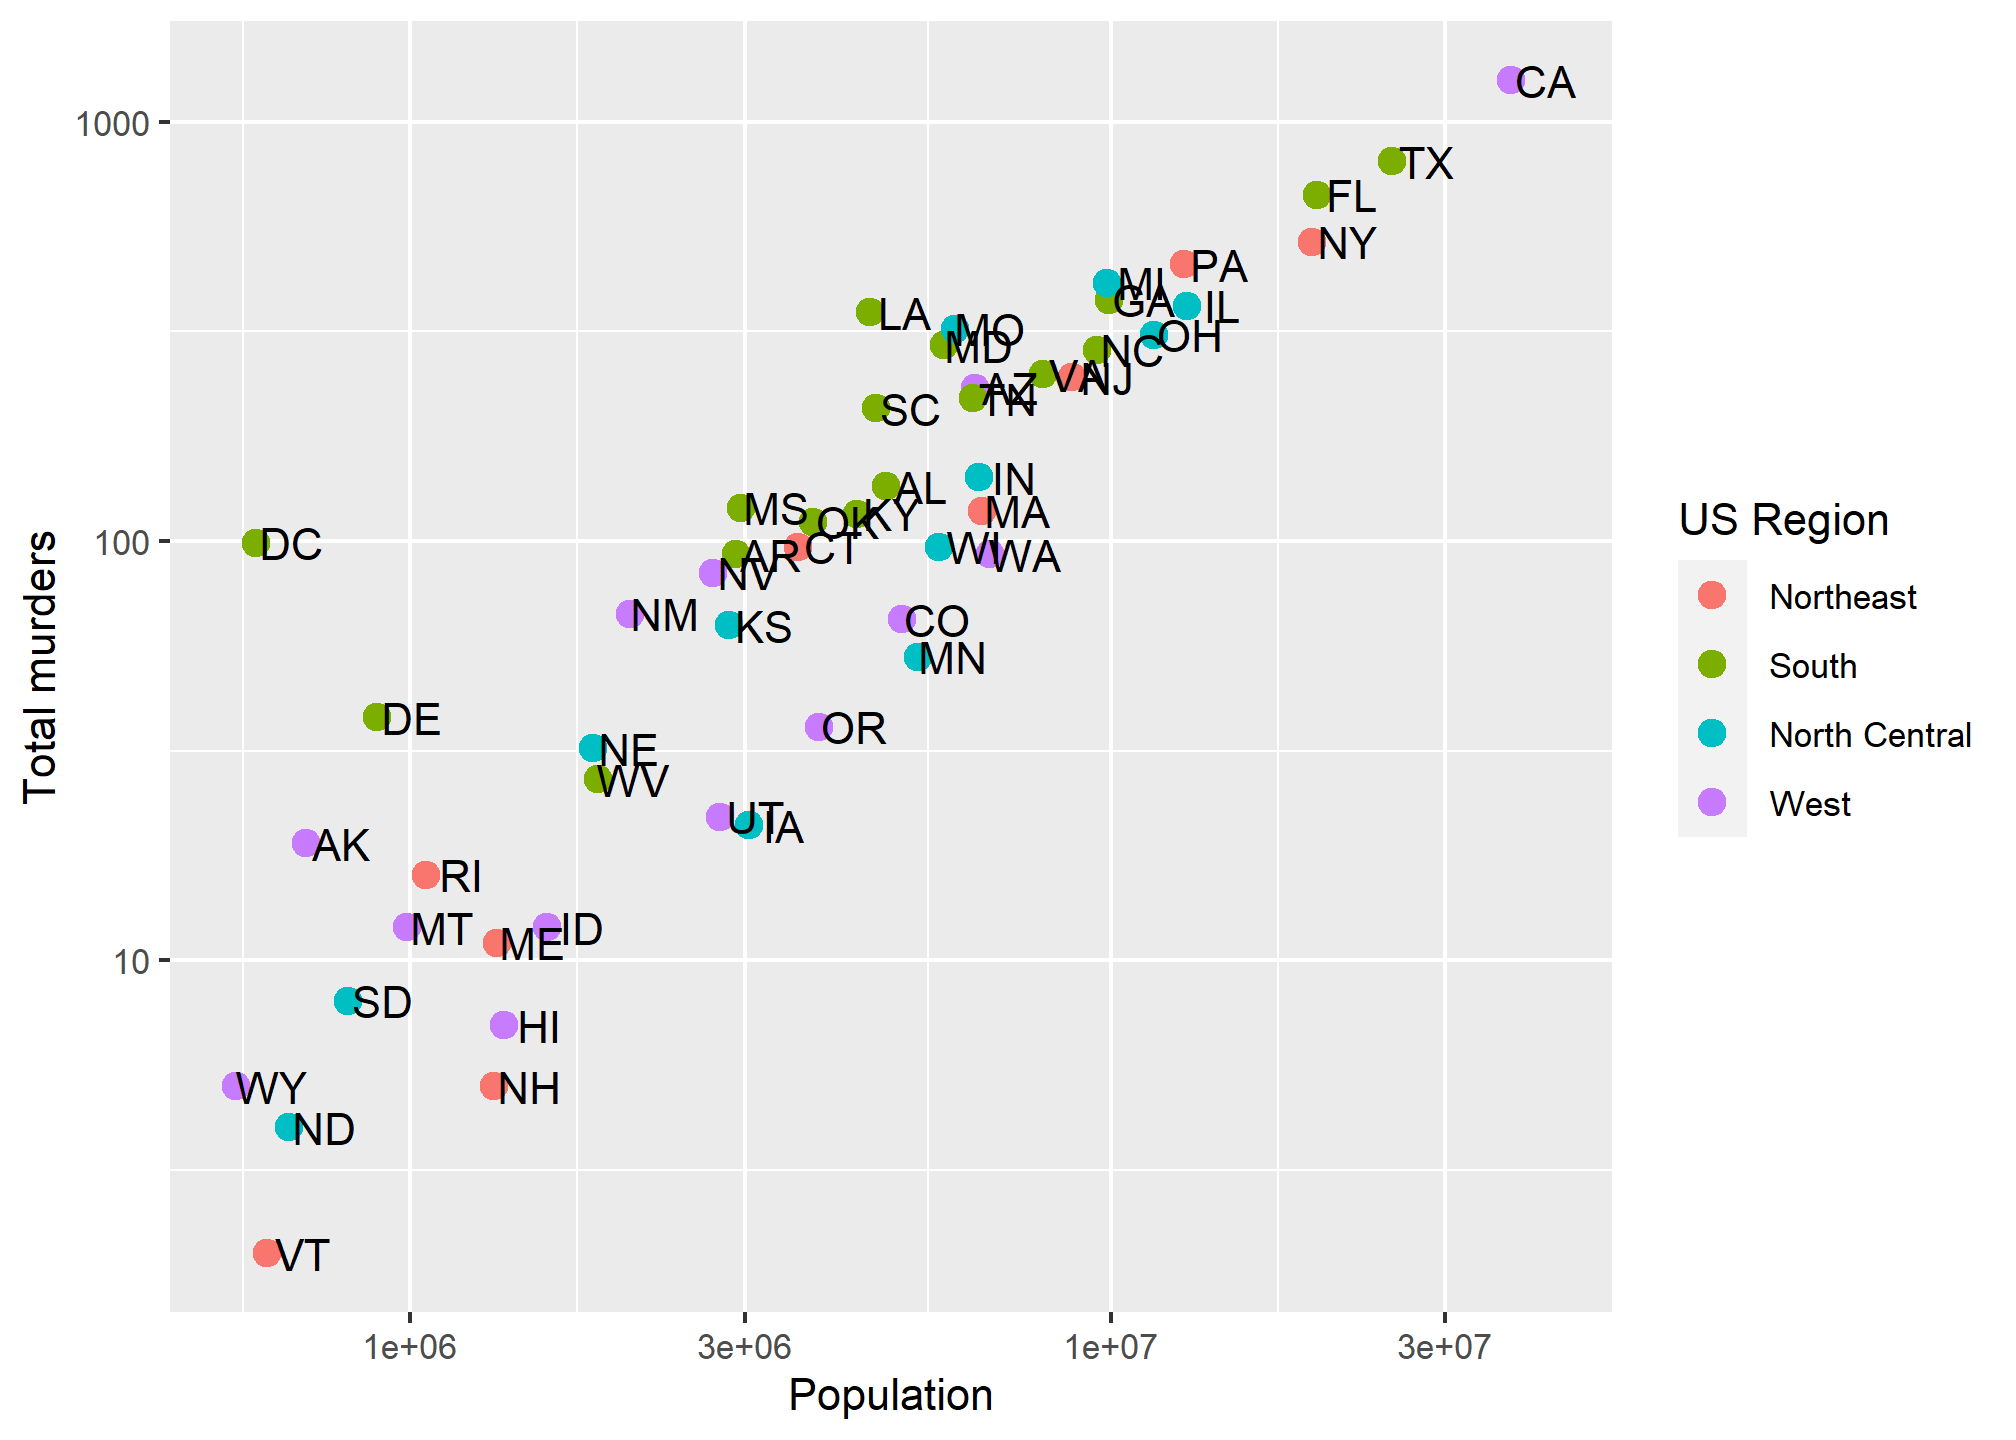 CA
1000
TX
FL
NY
PA
MI
GA
IL
LA
MO
OH
MD
NC
VA
NJ
AZ
TN
SC
IN
AL
MS
MA
KY
OK
100
DC
CT
WI
WA
AR
NV
NM
CO
KS
MN
DE
OR
NE
WV
UT
IA
AK
RI
MT
ID
ME
10
SD
HI
WY
NH
ND
VT
1e+06
3e+06
1e+07
3e+07
Population
Total murders
US Region
Northeast
South
North Central
West